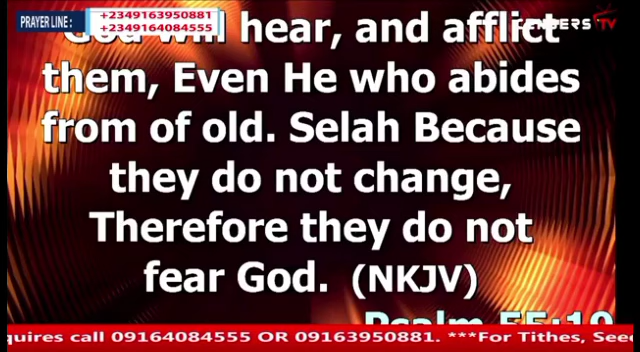 PRAYER LINE :
+2349163950881
+2349164084555
God will hear, and afflict
them, Even He who abides
from of old. Selah Because
they do not change,
Therefore they do not
fear God. (NKJV)
Psalm 55:19
quires call 09164084555 OR 09163950881. ***For Tithes, See
TV